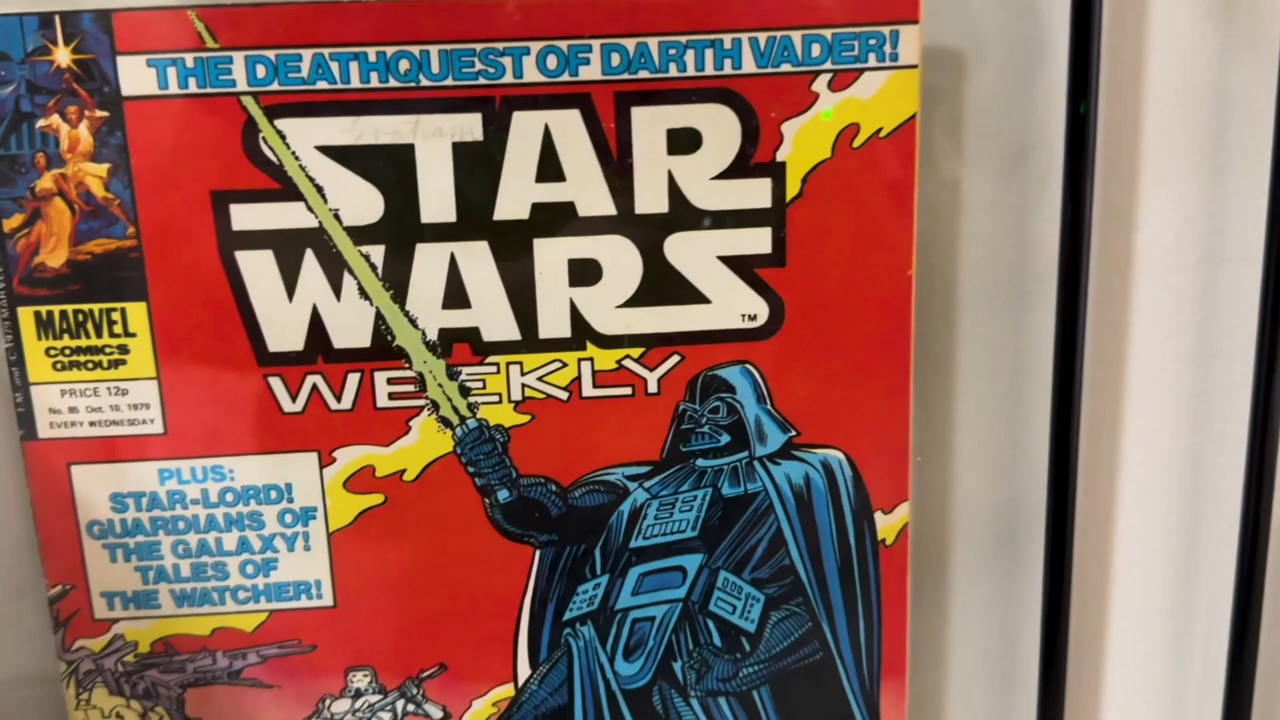 THE DEATHQUEST OF DARTH VADER!
STAR
WARS
TM
WEEKLY
MARVEL
COMICS
GROUP
PRICE 12p
No. 85 Oct. 10, 1979
EVERY WEDNESDAY
PLUS:
STAR-LORD!
GUARDIANS OF
THE GALAXY!
TALES OF
THE WATCHER!